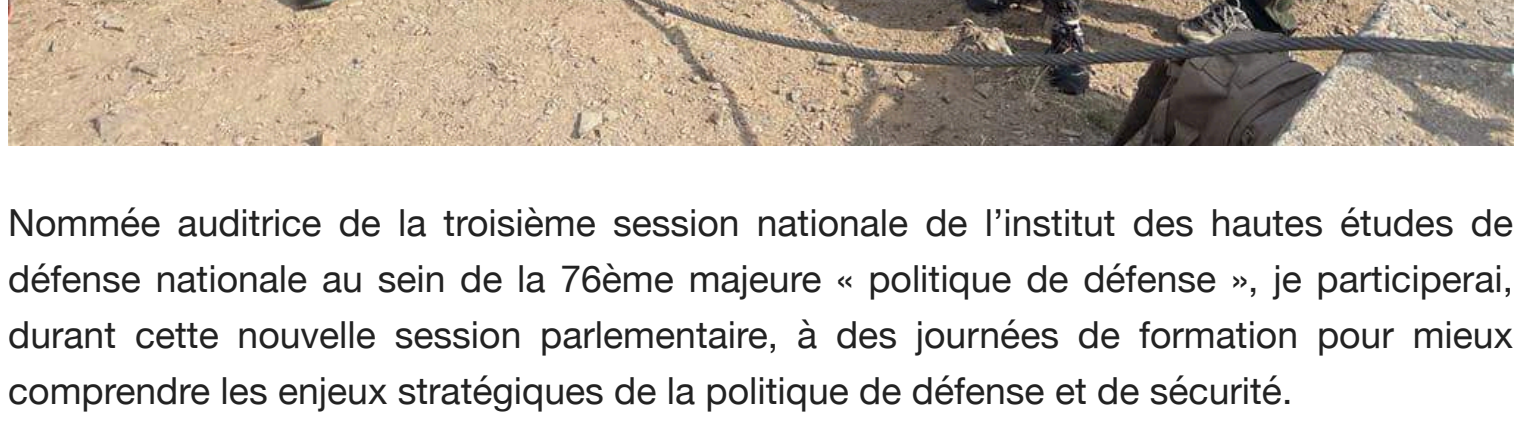 Nommée auditrice de la troisième session nationale de l’institut des hautes études de
défense nationale au sein de la 76ème majeure « politique de défense », je participerai,
durant cette nouvelle session parlementaire, à des journées de formation pour mieux
comprendre les enjeux stratégiques de la politique de défense et de sécurité.